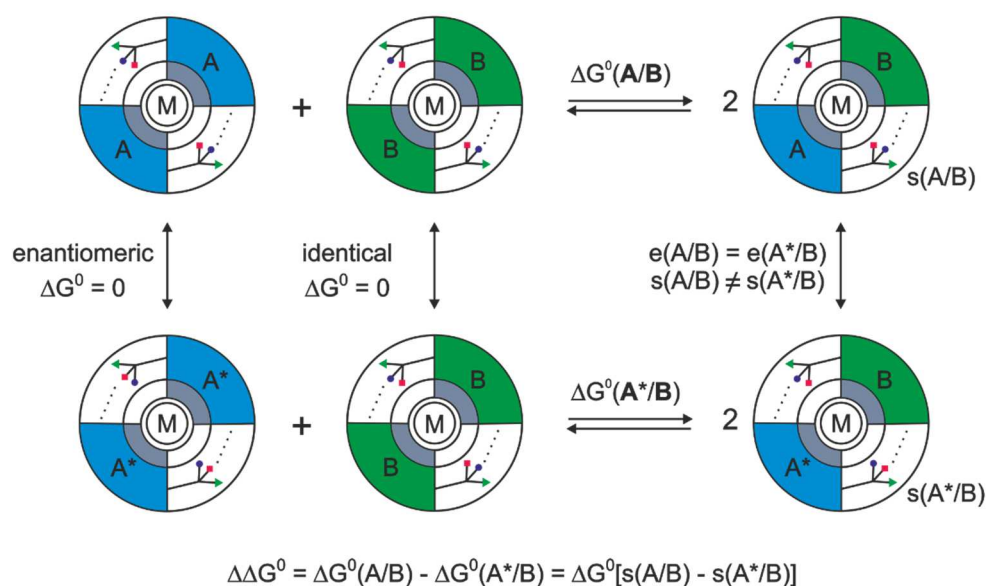 A
M
A
+
B
M
B
ΔG⁰(A/B)
2
B
M
A
s(A/B)
enantiomeric
ΔG⁰ = 0
identical
ΔG⁰ = 0
e(A/B) = e(A*/B)
s(A/B) ≠ s(A*/B)
A*
M
A*
+
B
M
B
ΔG⁰(A*/B)
2
B
M
A*
s(A*/B)
ΔΔG⁰ = ΔG⁰(A/B) - ΔG⁰(A*/B) = ΔG⁰[s(A/B) - s(A*/B)]